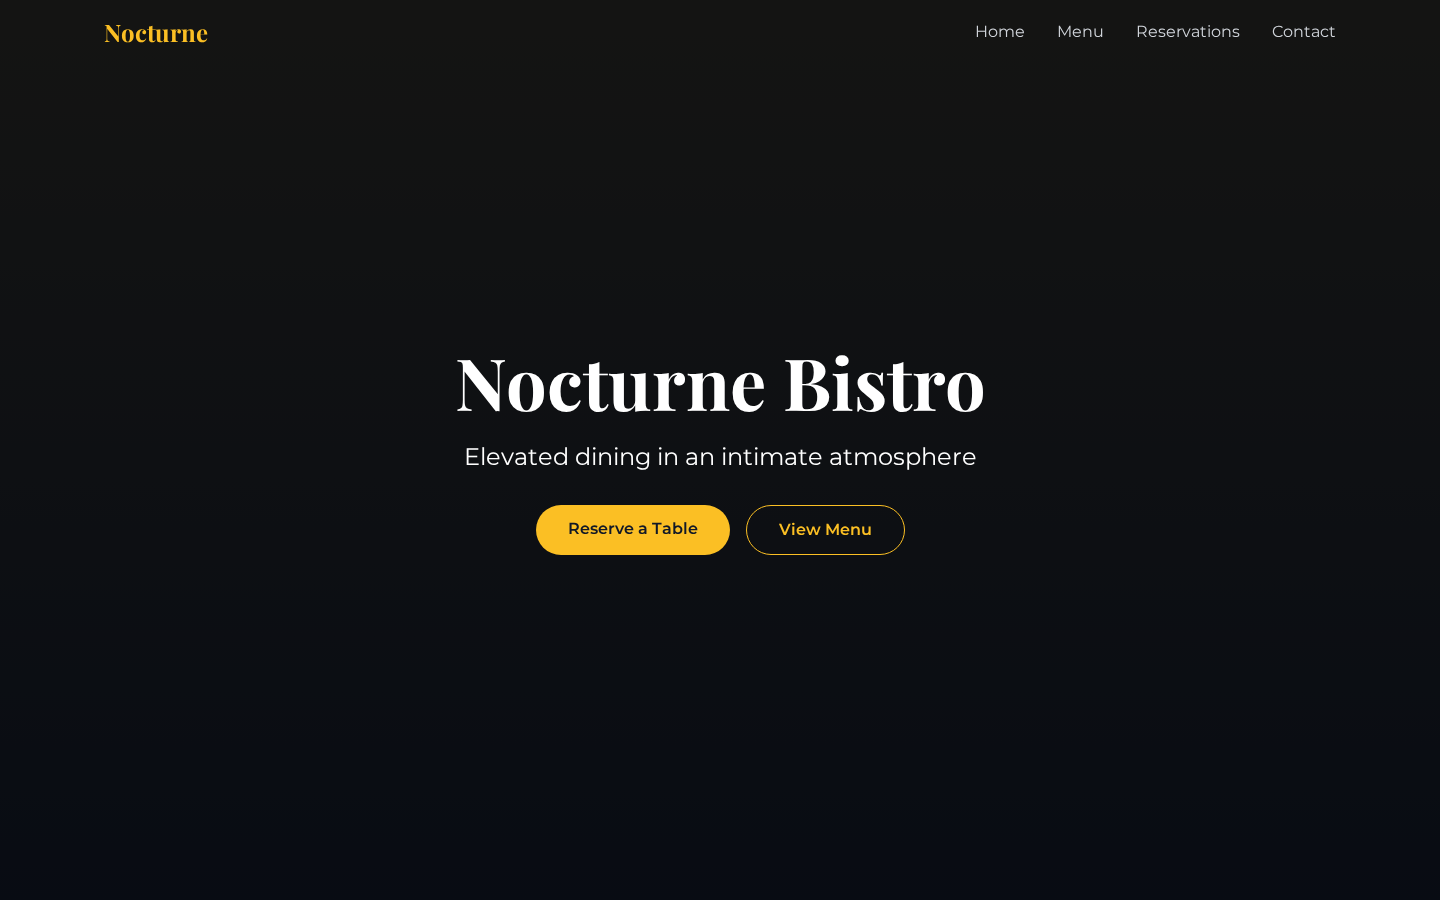 Nocturne
Home Menu Reservations Contact
Nocturne Bistro
Elevated dining in an intimate atmosphere
Reserve a Table
View Menu